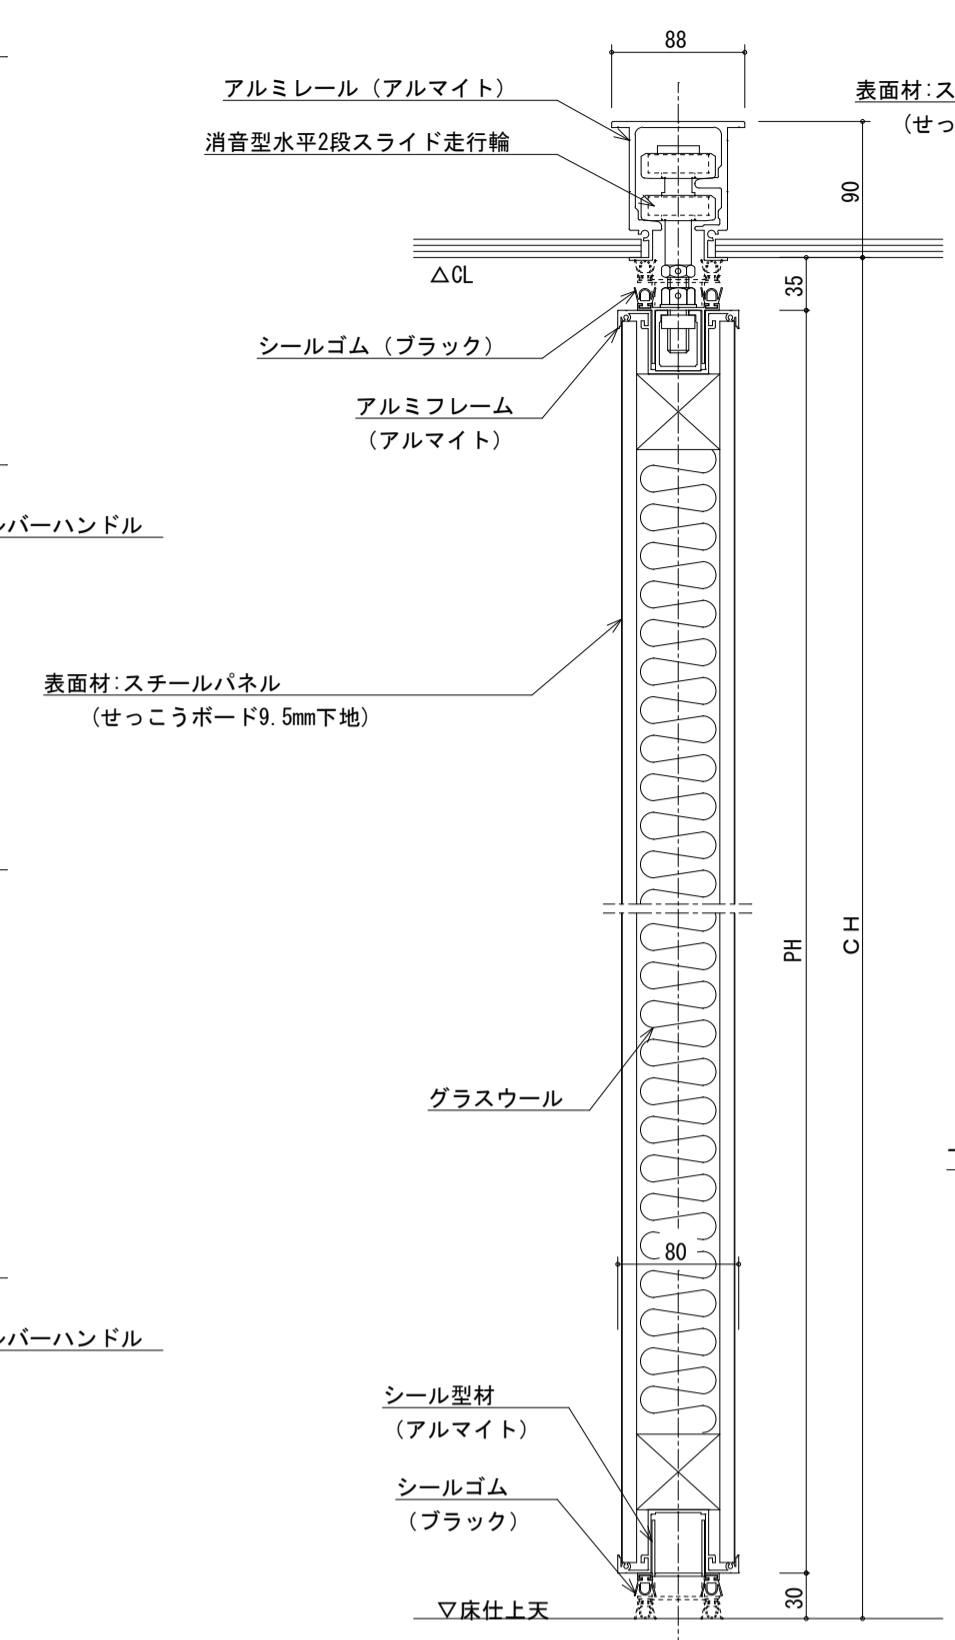 88
アルミレール（アルマイト）
表面材:ス
(せっ
消音型水平2段スライド走行輪
90
△CL
35
シールゴム（ブラック）
アルミフレーム
（アルマイト）
ルバーハンドル
表面材:スチールパネル
(せっこうボード9.5mm下地)
PH
ＣＨ
グラスウール
80
ルバーハンドル
シール型材
（アルマイト）
シールゴム
（ブラック）
30
▽床仕上天